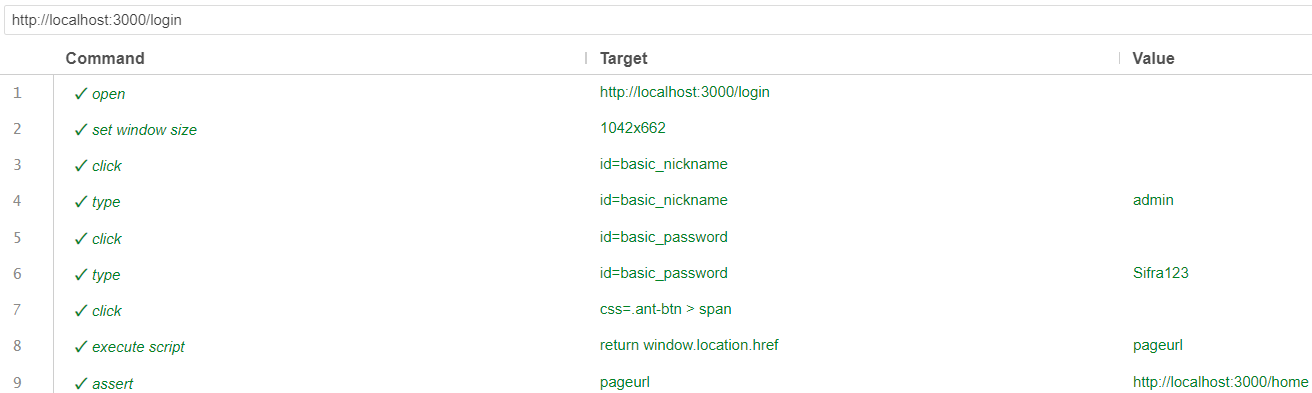 http://localhost:3000/login
Command Target Value
1 ✓ open http://localhost:3000/login
2 ✓ set window size 1042x662
3 ✓ click id=basic_nickname
4 ✓ type id=basic_nickname admin
5 ✓ click id=basic_password
6 ✓ type id=basic_password Sifra123
7 ✓ click css=.ant-btn > span
8 ✓ execute script return window.location.href pageurl
9 ✓ assert pageurl http://localhost:3000/home